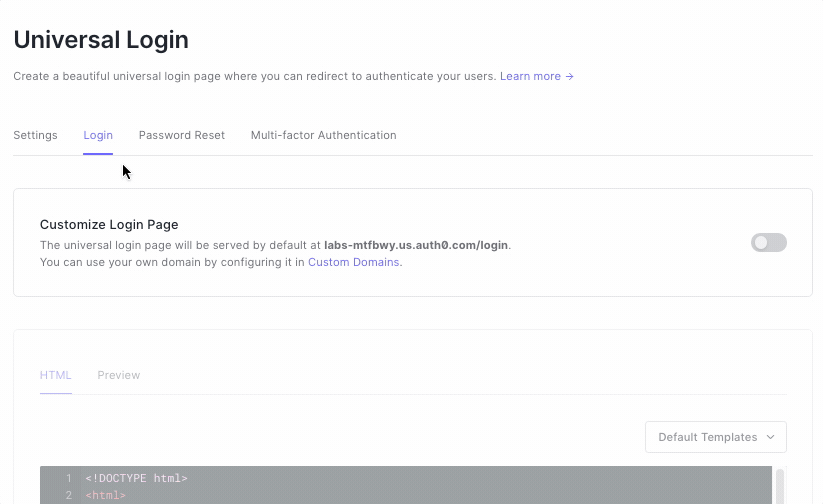 Universal Login
Create a beautiful universal login page where you can redirect to authenticate your users. Learn more →
Settings Login Password Reset Multi-factor Authentication
Customize Login Page
The universal login page will be served by default at labs-mtfbwy.us.auth0.com/login.
You can use your own domain by configuring it in Custom Domains.
HTML Preview
Default Templates
1 <!DOCTYPE html>
2 <html>